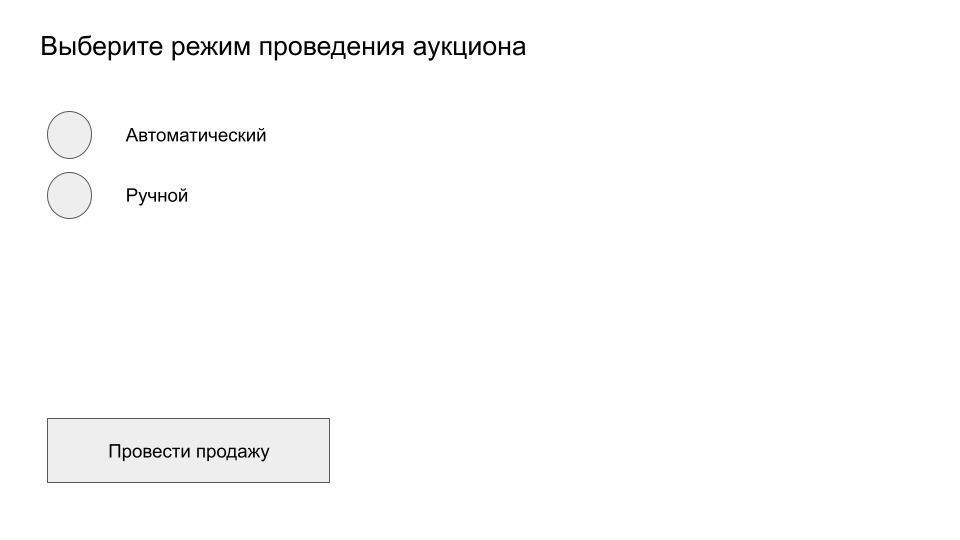 Выберите режим проведения аукциона
Автоматический
Ручной
Провести продажу